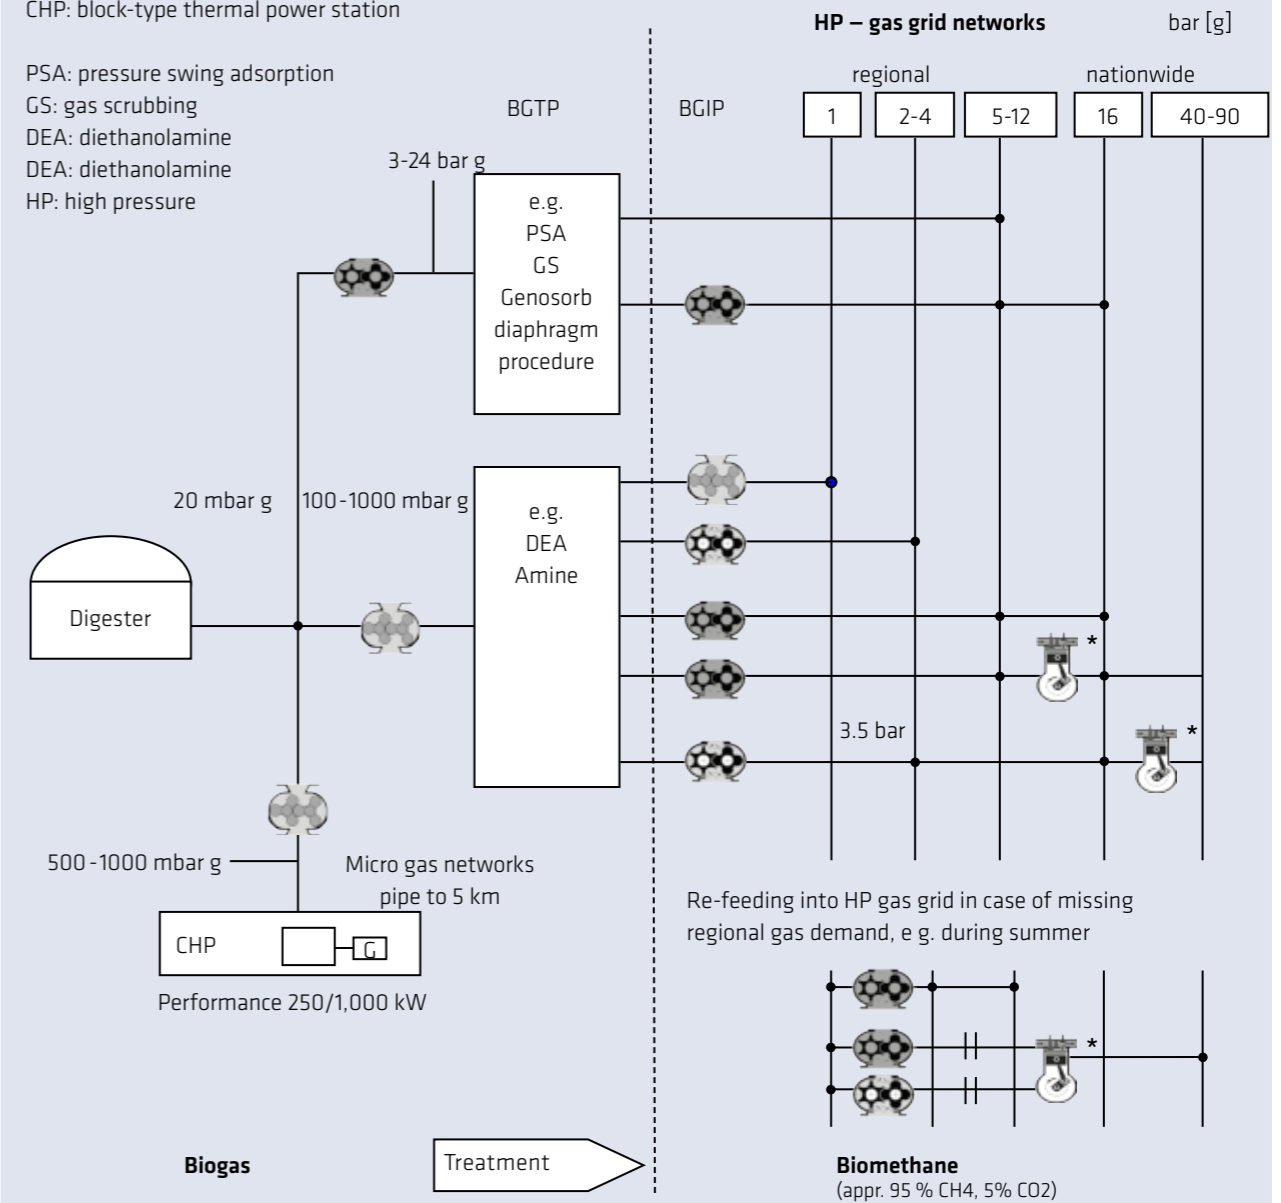 CHP: block-type thermal power station
HP – gas grid networks
bar [g]
PSA: pressure swing adsorption
GS: gas scrubbing
DEA: diethanolamine
DEA: diethanolamine
HP: high pressure
BGTP
BGIP
regional
nationwide
1
2-4
5-12
16
40-90
3-24 bar g
e.g.
PSA
GS
Genosorb
diaphragm
procedure
20 mbar g
100-1000 mbar g
e.g.
DEA
Amine
Digester
*
3.5 bar
*
500-1000 mbar g
Micro gas networks
pipe to 5 km
CHP
G
Performance 250/1,000 kW
Re-feeding into HP gas grid in case of missing
regional gas demand, e g. during summer
*
Biogas
Treatment
Biomethane
(appr. 95 % CH4, 5% CO2)